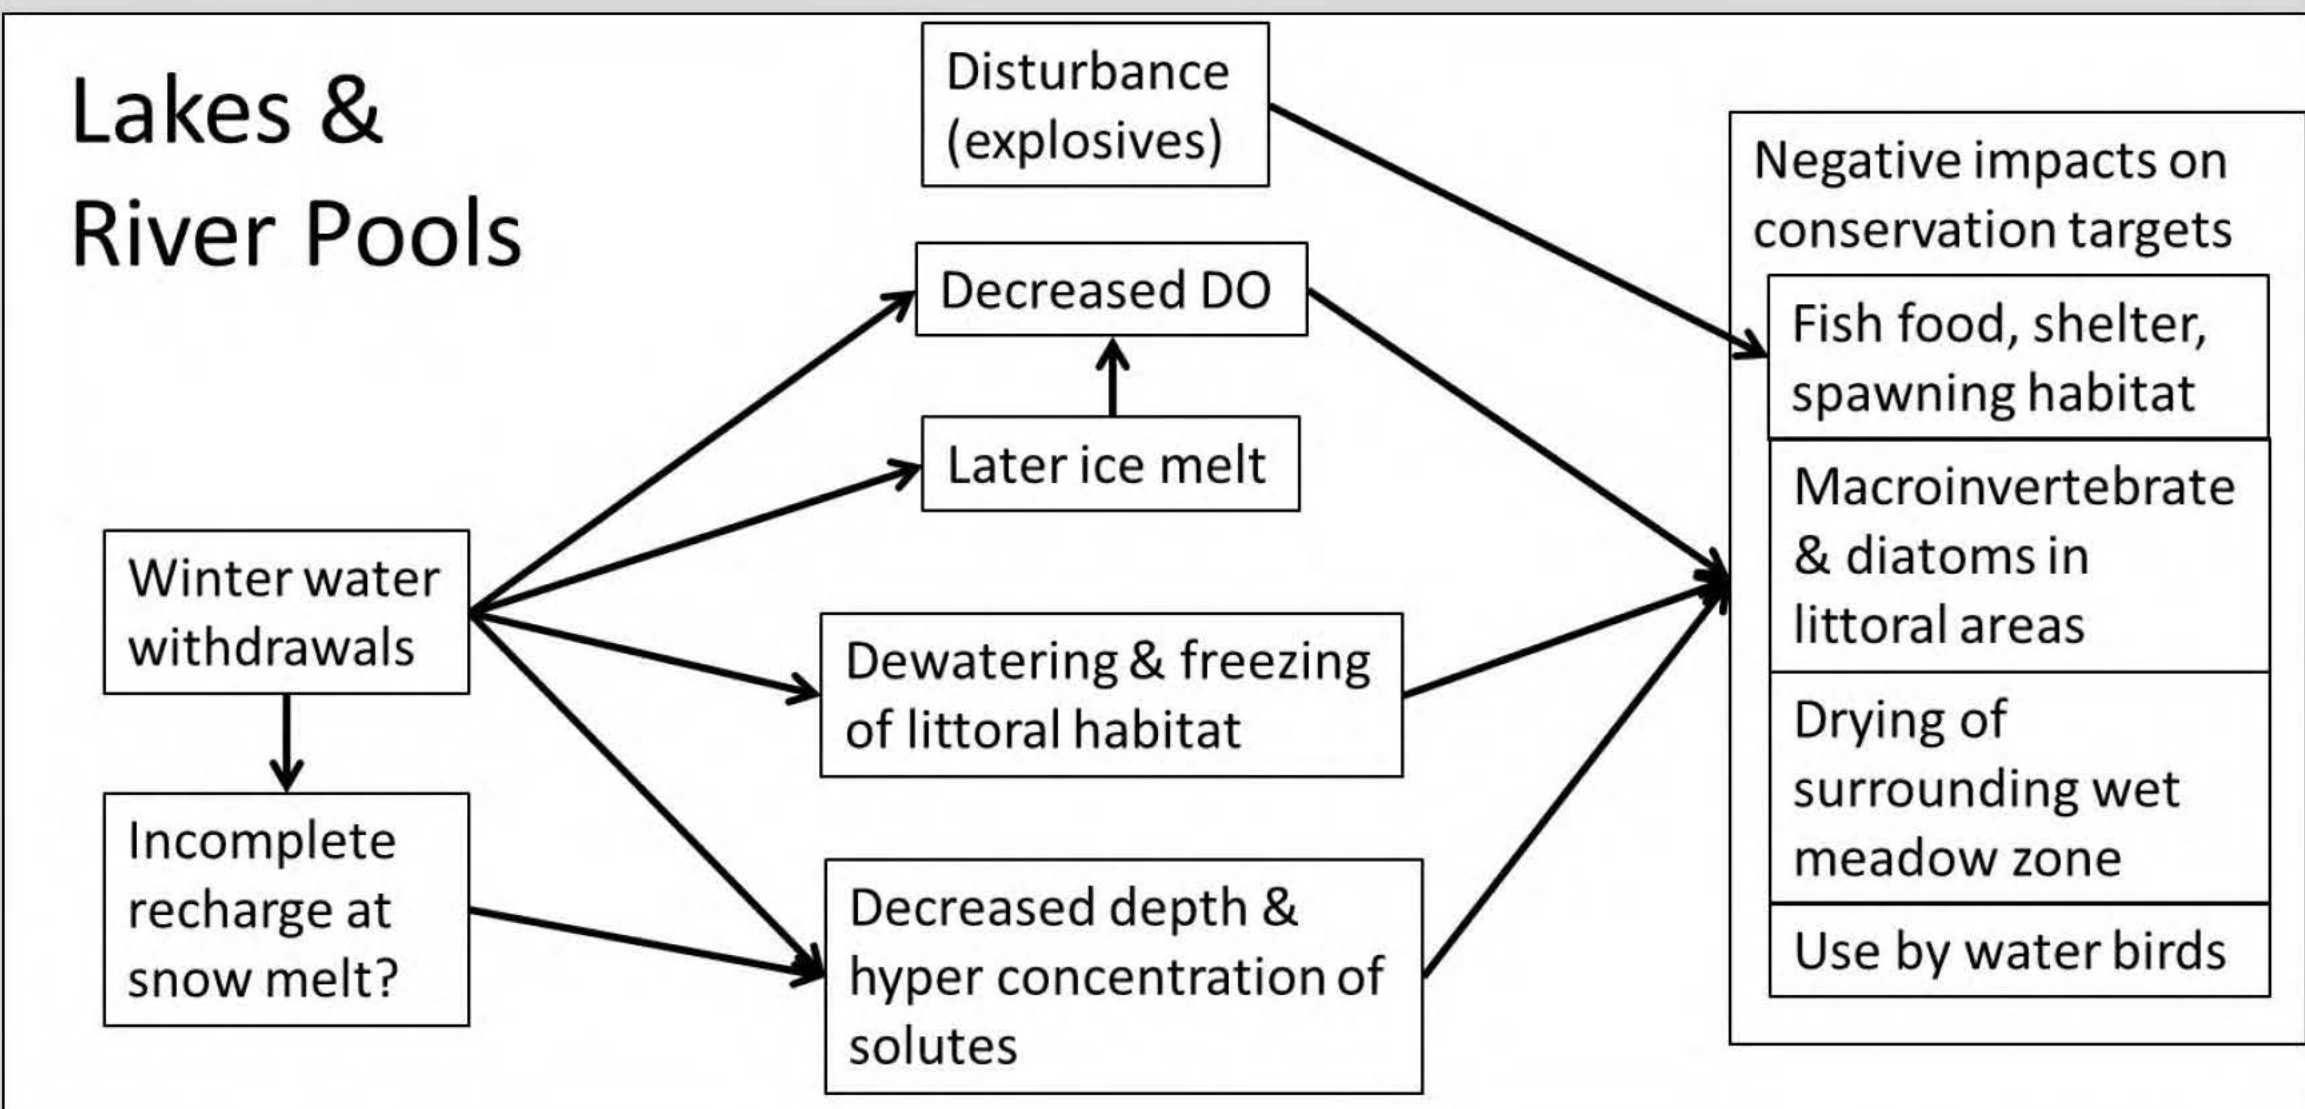 Lakes &
River Pools
Disturbance
(explosives)
Decreased DO
Later ice melt
Winter water
withdrawals
Dewatering & freezing
of littoral habitat
Incomplete
recharge at
snow melt?
Decreased depth &
hyper concentration of
solutes
Negative impacts on
conservation targets
Fish food, shelter,
spawning habitat
Macroinvertebrate
& diatoms in
littoral areas
Drying of
surrounding wet
meadow zone
Use by water birds